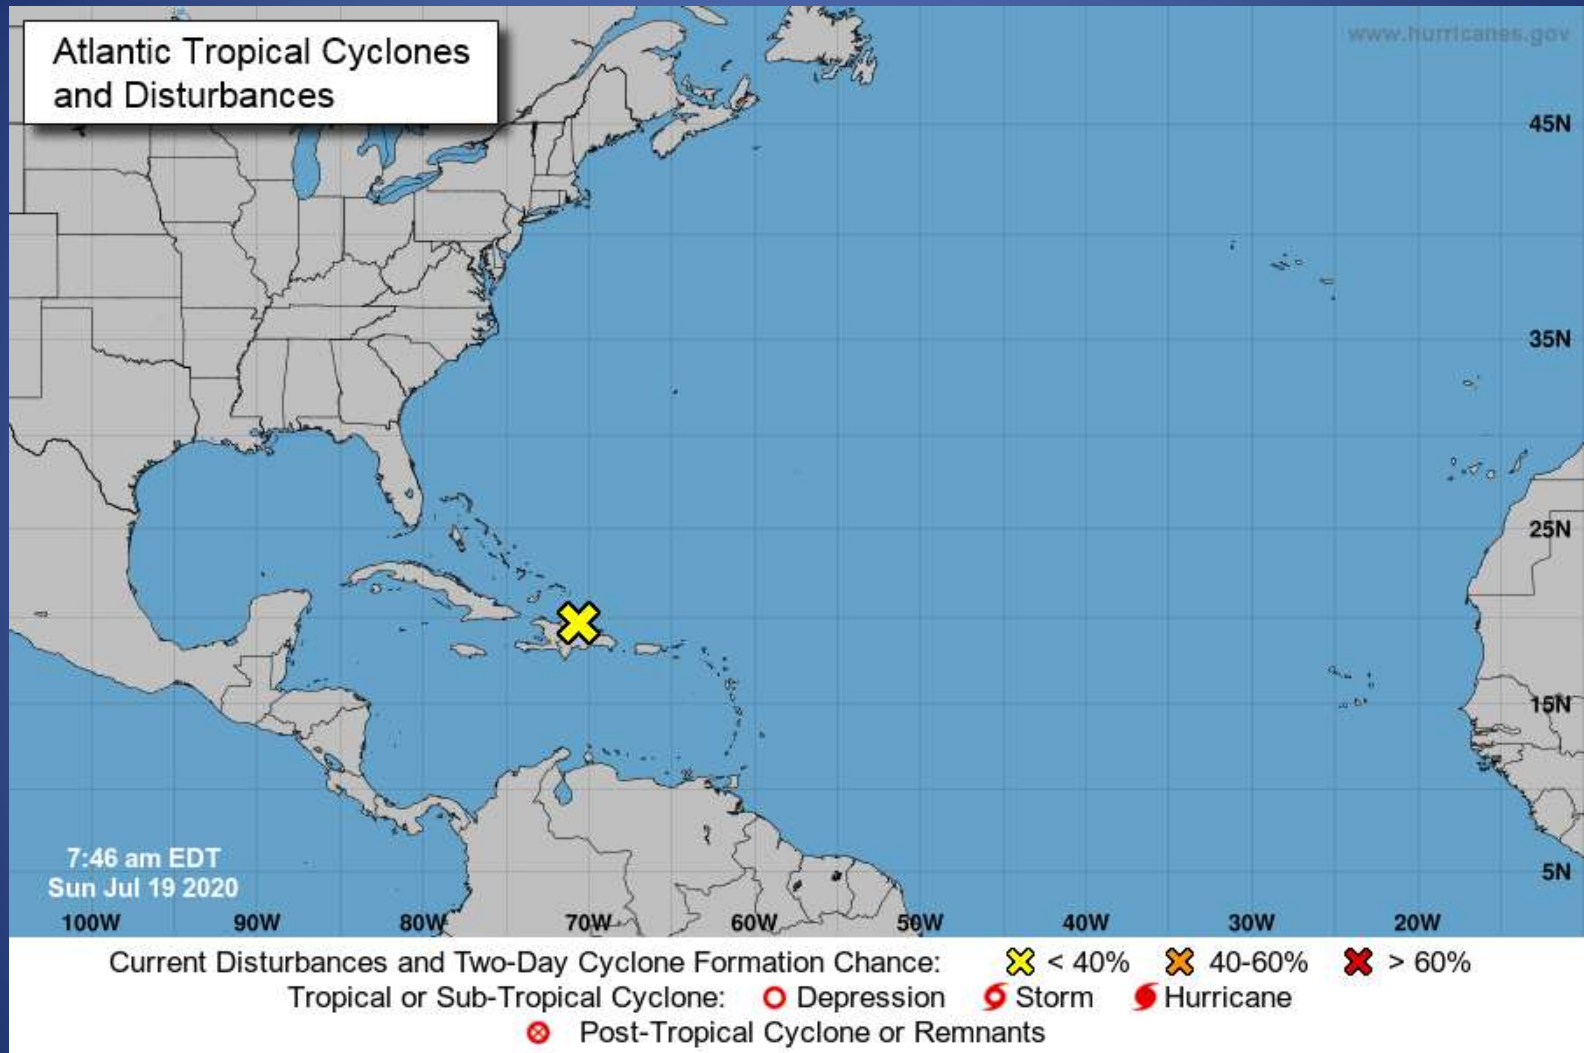 Atlantic Tropical Cyclones
and Disturbances
www.hurricanes.gov
45N
35N
25N
15N
5N
7:46 am EDT
Sun Jul 19 2020
100W 90W 80W 70W 60W 50W 40W 30W 20W
Current Disturbances and Two-Day Cyclone Formation Chance: < 40% 40-60% > 60%
Tropical or Sub-Tropical Cyclone: Depression Storm Hurricane
Post-Tropical Cyclone or Remnants